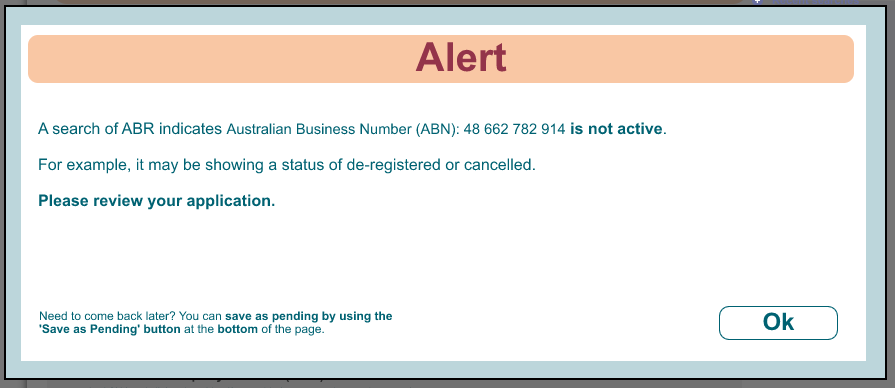 Alert
A search of ABR indicates Australian Business Number (ABN): 48 662 782 914 is not active.
For example, it may be showing a status of de-registered or cancelled.
Please review your application.
Need to come back later? You can save as pending by using the
'Save as Pending' button at the bottom of the page.
Ok